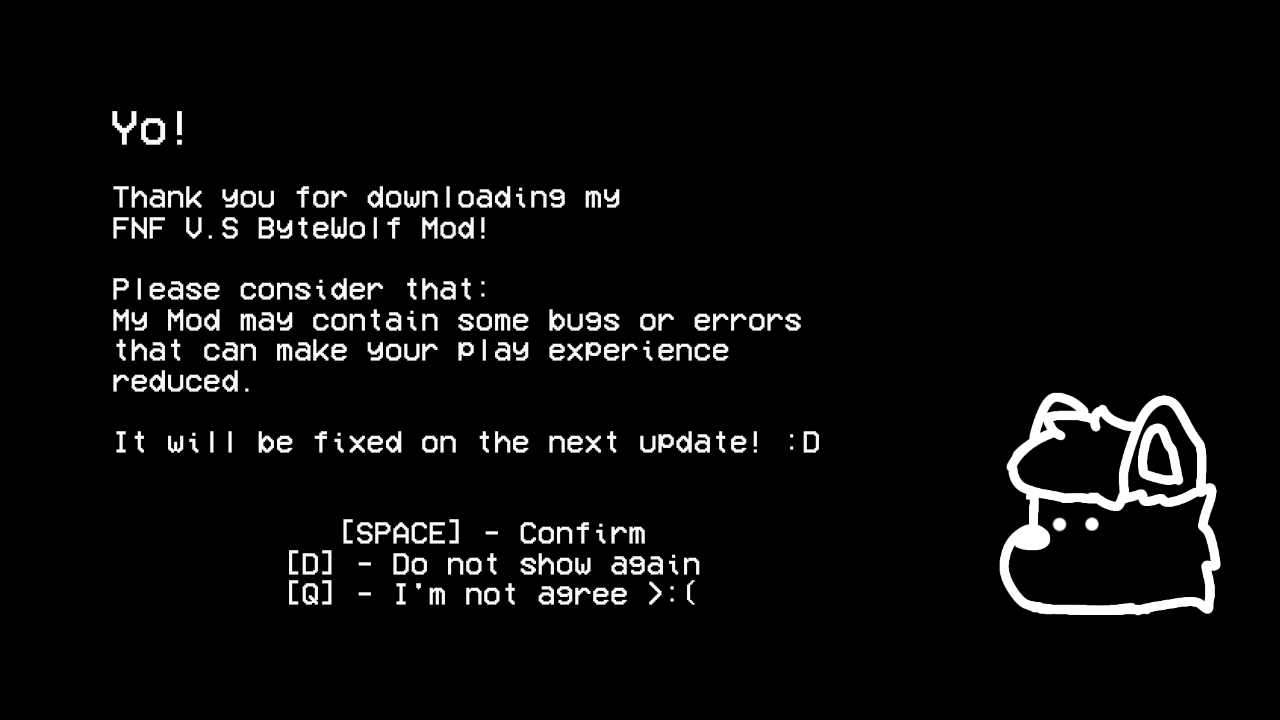 Yo!
Thank you for downloading my
FNF V.S ByteWolf Mod!
Please consider that:
My Mod may contain some bugs or errors
that can make your play experience
reduced.
It will be fixed on the next update! :D
[SPACE] - Confirm
[D] - Do not show again
[Q] - I'm not agree >:(